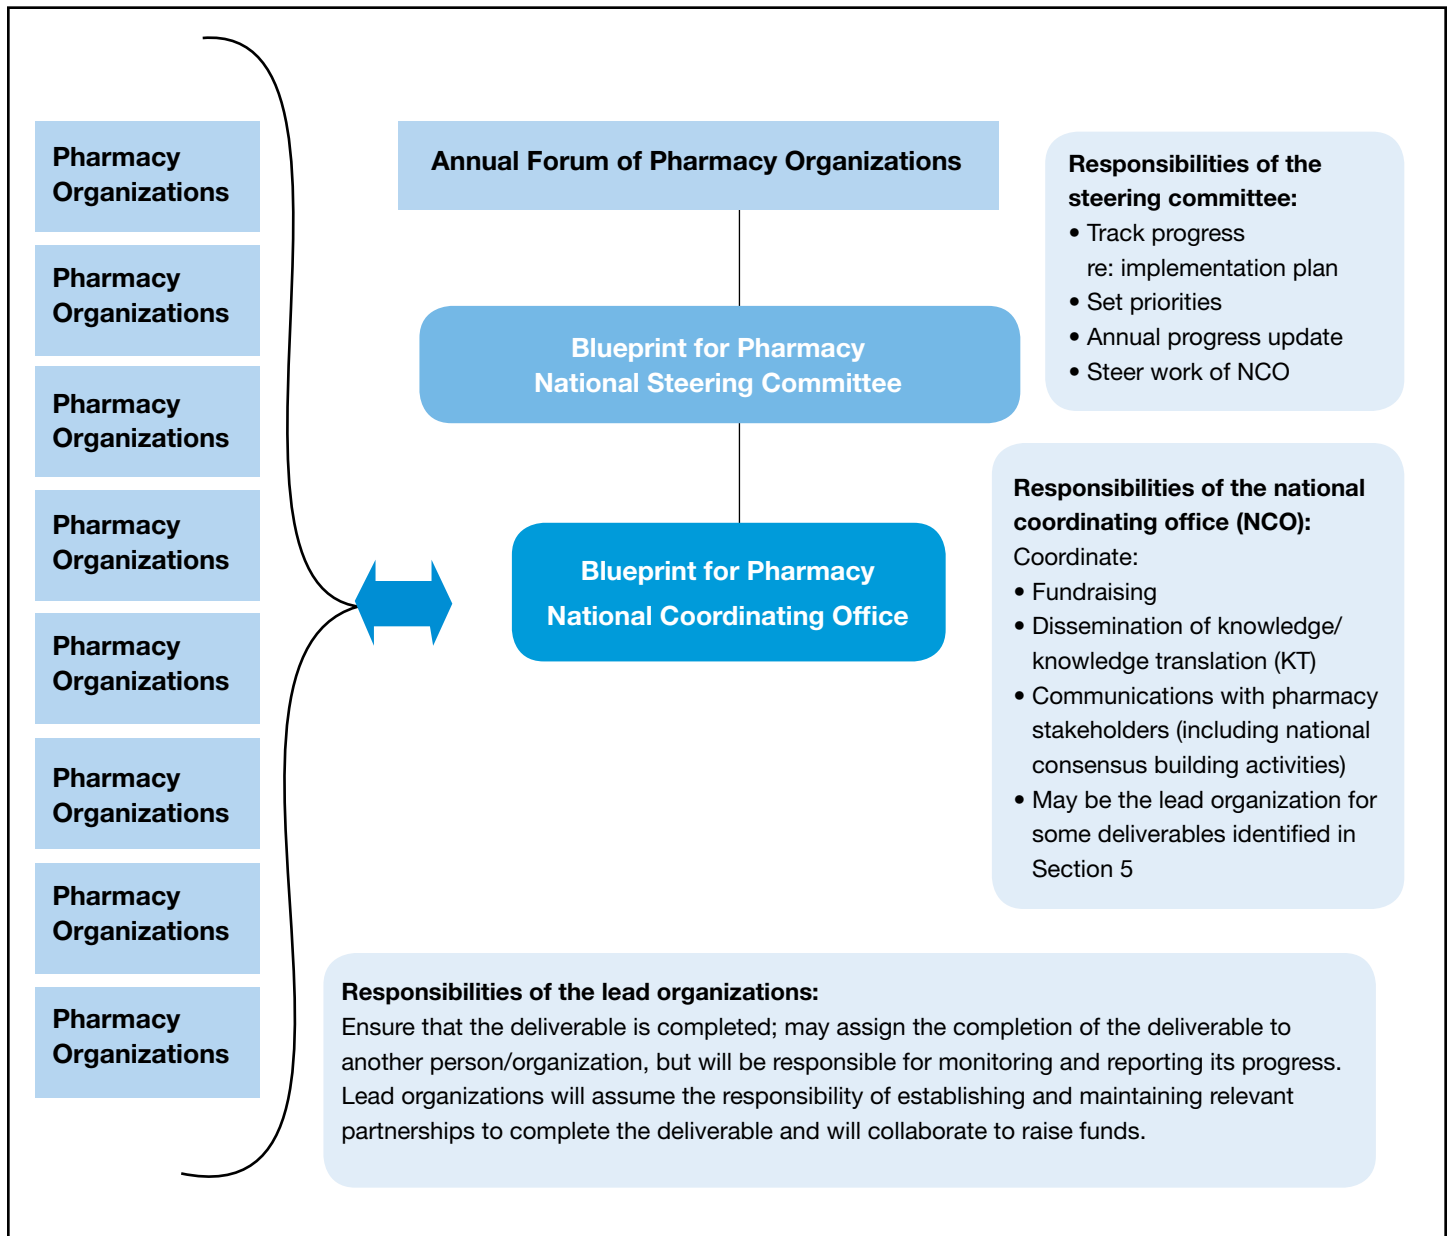 Pharmacy
Organizations
Pharmacy
Organizations
Pharmacy
Organizations
Pharmacy
Organizations
Pharmacy
Organizations
Pharmacy
Organizations
Pharmacy
Organizations
Pharmacy
Organizations
Annual Forum of Pharmacy Organizations
Blueprint for Pharmacy
National Steering Committee
Blueprint for Pharmacy
National Coordinating Office
Responsibilities of the
steering committee:
• Track progress
re: implementation plan
• Set priorities
• Annual progress update
• Steer work of NCO
Responsibilities of the national
coordinating office (NCO):
Coordinate:
• Fundraising
• Dissemination of knowledge/
knowledge translation (KT)
• Communications with pharmacy
stakeholders (including national
consensus building activities)
• May be the lead organization for
some deliverables identified in
Section 5
Responsibilities of the lead organizations:
Ensure that the deliverable is completed; may assign the completion of the deliverable to
another person/organization, but will be responsible for monitoring and reporting its progress.
Lead organizations will assume the responsibility of establishing and maintaining relevant
partnerships to complete the deliverable and will collaborate to raise funds.